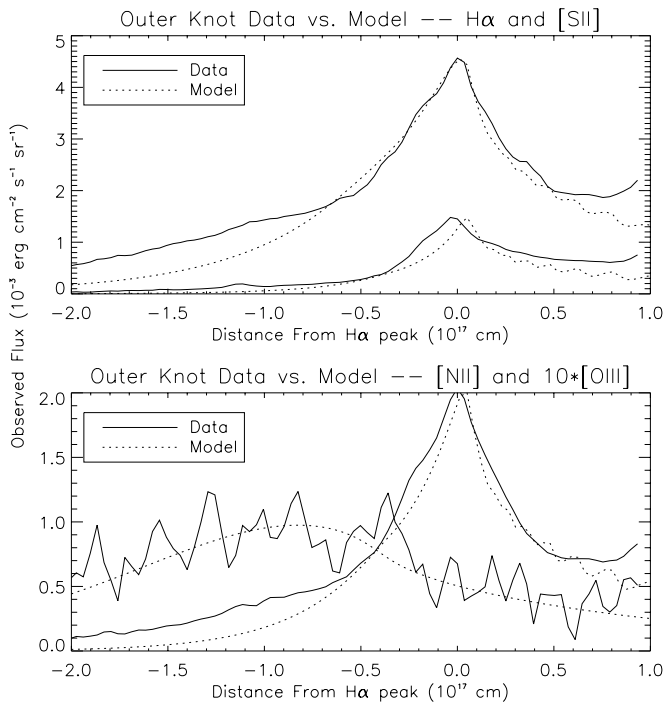 Outer Knot Data vs. Model −− Hα and [SII]
5
4
3
2
1
0
Data
Model
−2.0 −1.5 −1.0 −0.5 0.0 0.5 1.0
Distance From Hα peak (10¹⁷ cm)
Observed Flux (10⁻³ erg cm⁻² s⁻¹ sr⁻¹)
Outer Knot Data vs. Model −− [NII] and 10*[OIII]
2.0
1.5
1.0
0.5
0.0
Data
Model
−2.0 −1.5 −1.0 −0.5 0.0 0.5 1.0
Distance From Hα peak (10¹⁷ cm)